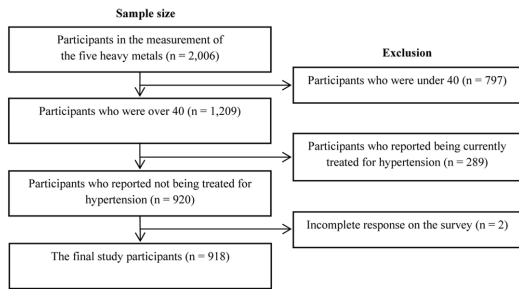 Sample size
Participants in the measurement of
the five heavy metals (n = 2,006)
Exclusion
Participants who were under 40 (n = 797)
Participants who were over 40 (n = 1,209)
Participants who reported being currently
treated for hypertension (n = 289)
Participants who reported not being treated for
hypertension (n = 920)
Incomplete response on the survey (n = 2)
The final study participants (n = 918)